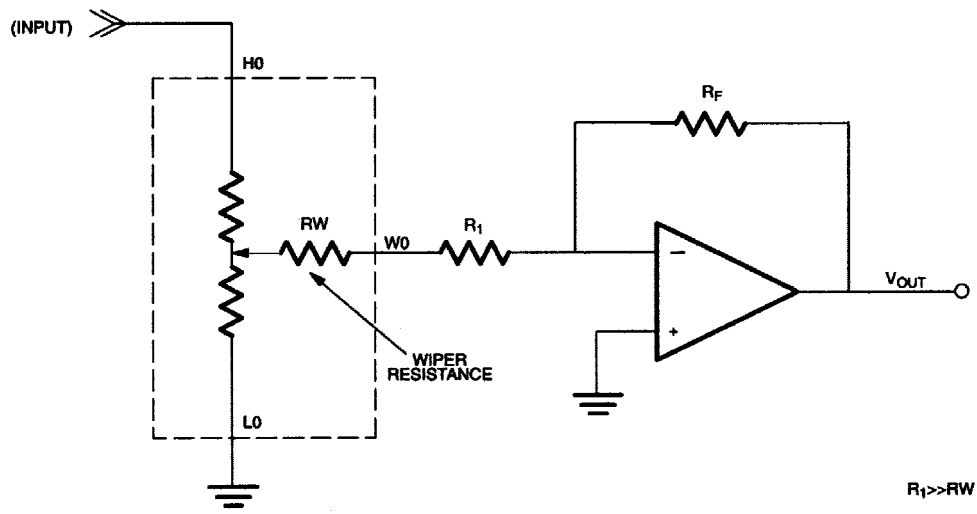 (INPUT)
H0
RF
RW
W0
R1
−
+
VOUT
WIPER
RESISTANCE
L0
R1>>RW